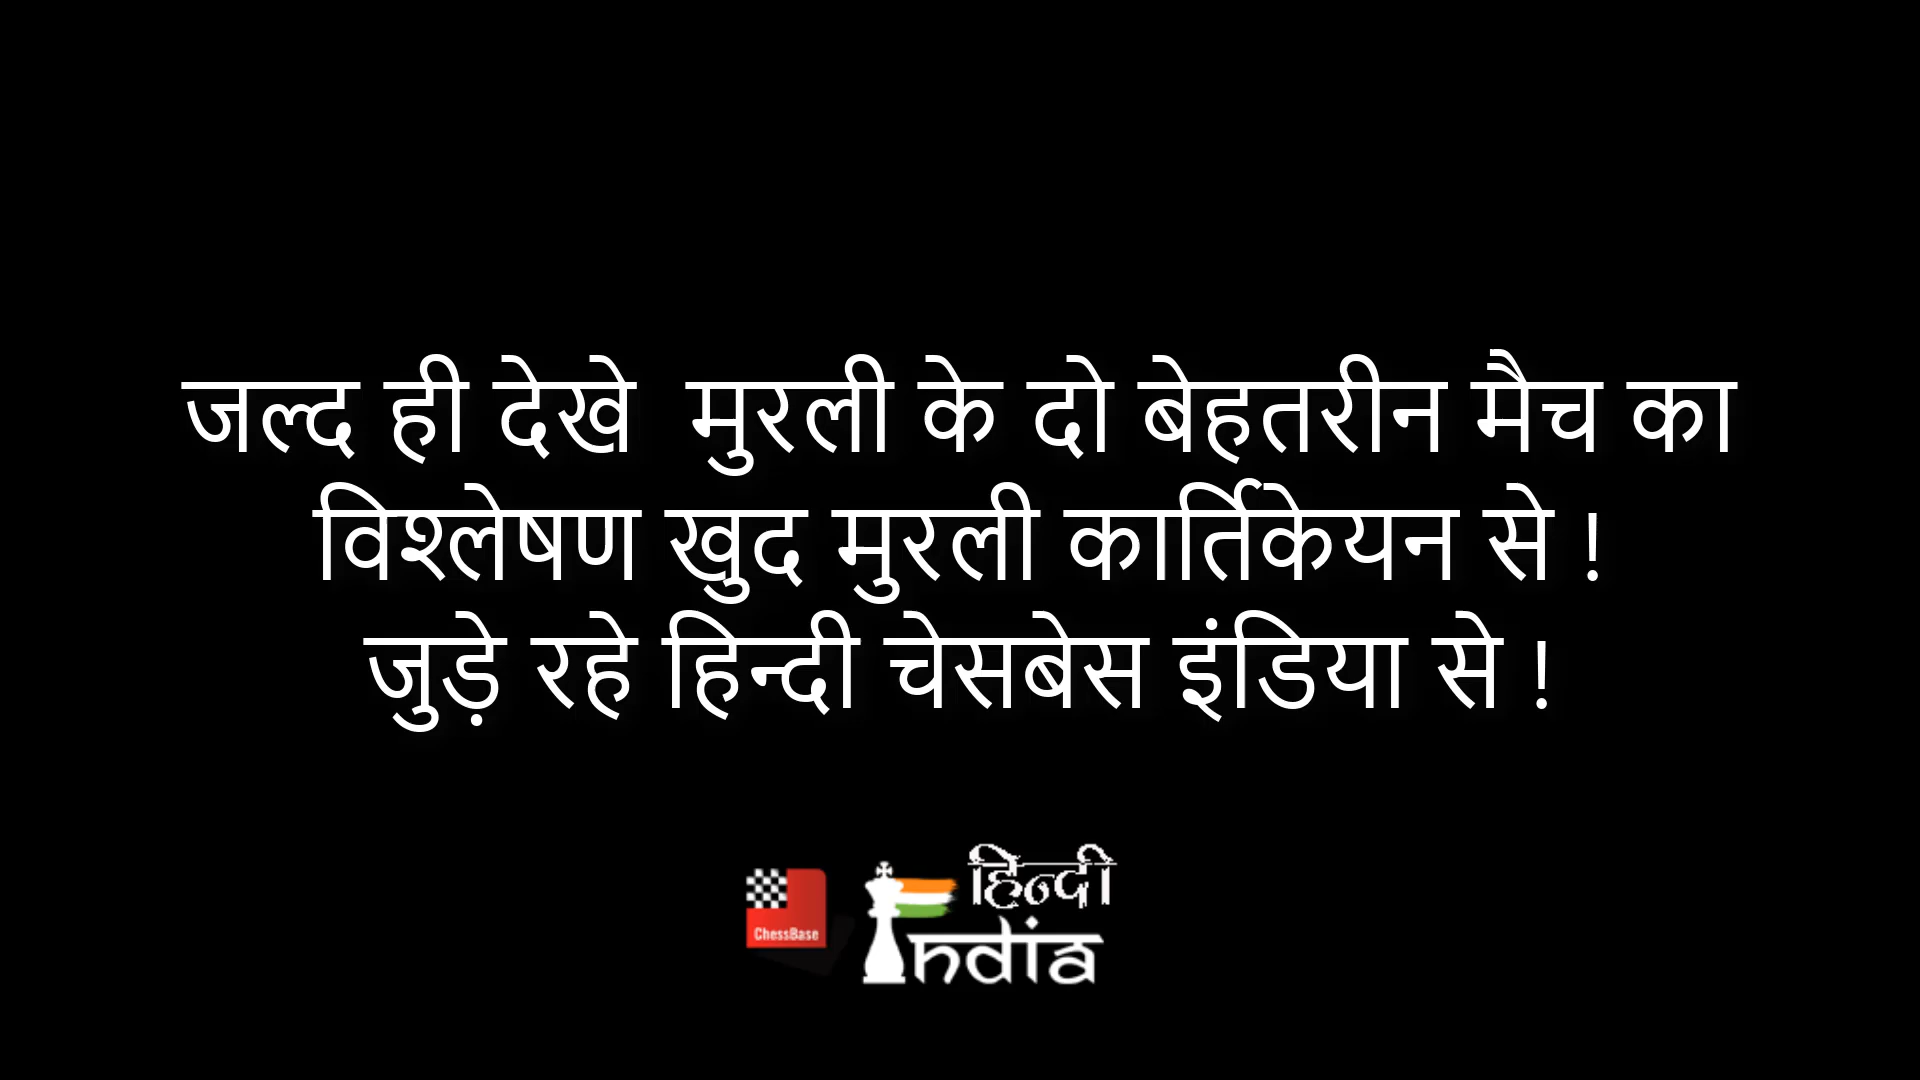 जल्द ही देखे  मुरली के दो बेहतरीन मैच का
विश्लेषण खुद मुरली कार्तिकेयन से !
जुड़े रहे हिन्दी चेसबेस इंडिया से !
हिन्दी
ChessBase
India